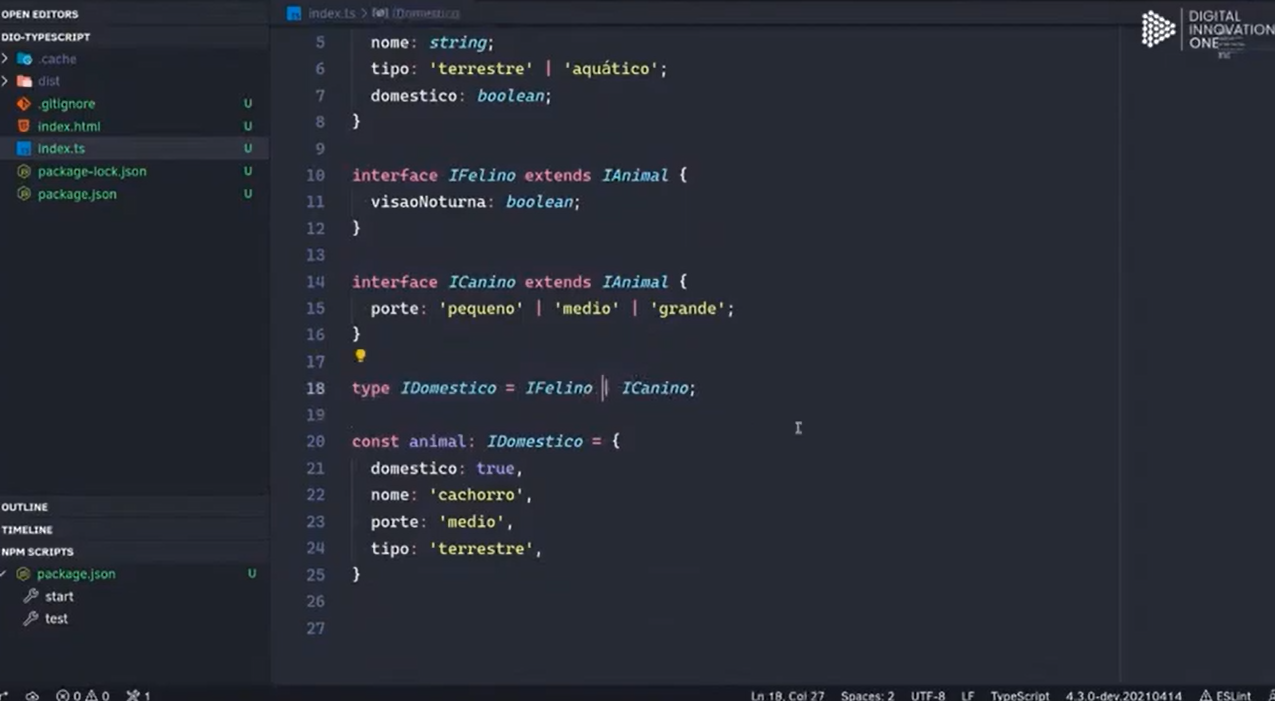 OPEN EDITORS
DIO-TYPESCRIPT
.cache
dist
.gitignore U
index.html U
index.ts U
package-lock.json U
package.json U
OUTLINE
TIMELINE
NPM SCRIPTS
package.json U
start
test
index.ts > IDomestico
5 nome: string;
6 tipo: 'terrestre' | 'aquático';
7 domestico: boolean;
8 }
9
10 interface IFelino extends IAnimal {
11 visaoNoturna: boolean;
12 }
13
14 interface ICanino extends IAnimal {
15 porte: 'pequeno' | 'medio' | 'grande';
16 }
17
18 type IDomestico = IFelino | ICanino;
19
20 const animal: IDomestico = {
21 domestico: true,
22 nome: 'cachorro',
23 porte: 'medio',
24 tipo: 'terrestre',
25 }
26
27
DIGITAL
INNOVATION
ONE
0 0 1 Ln 18, Col 27 Spaces: 2 UTF-8 LF TypeScript 4.3.0-dev.20210414 ESLint